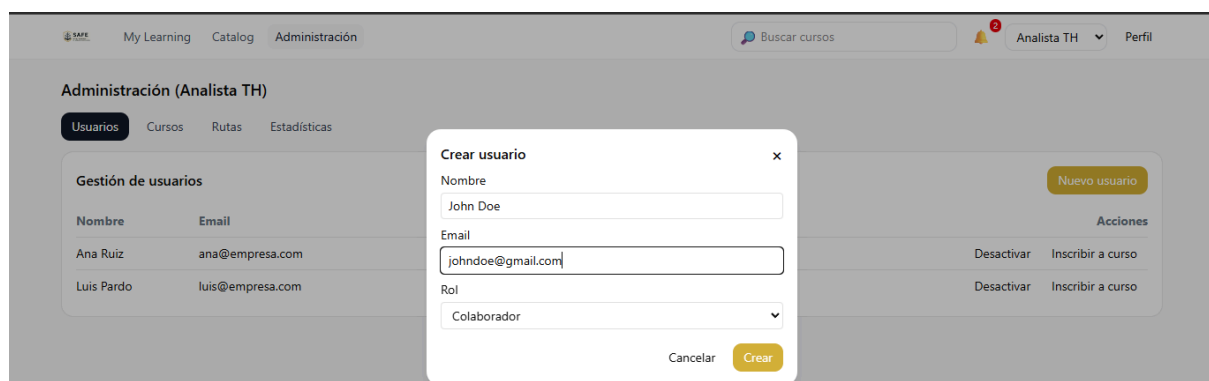 SAFE My Learning Catalog Administración Buscar cursos 2 Analista TH Perfil
Administración (Analista TH)
Usuarios Cursos Rutas Estadísticas
Gestión de usuarios Nuevo usuario
Nombre Email Acciones
Ana Ruiz ana@empresa.com Desactivar Inscribir a curso
Luis Pardo luis@empresa.com Desactivar Inscribir a curso
Crear usuario ×
Nombre
John Doe
Email
johndoe@gmail.com
Rol
Colaborador
Cancelar Crear